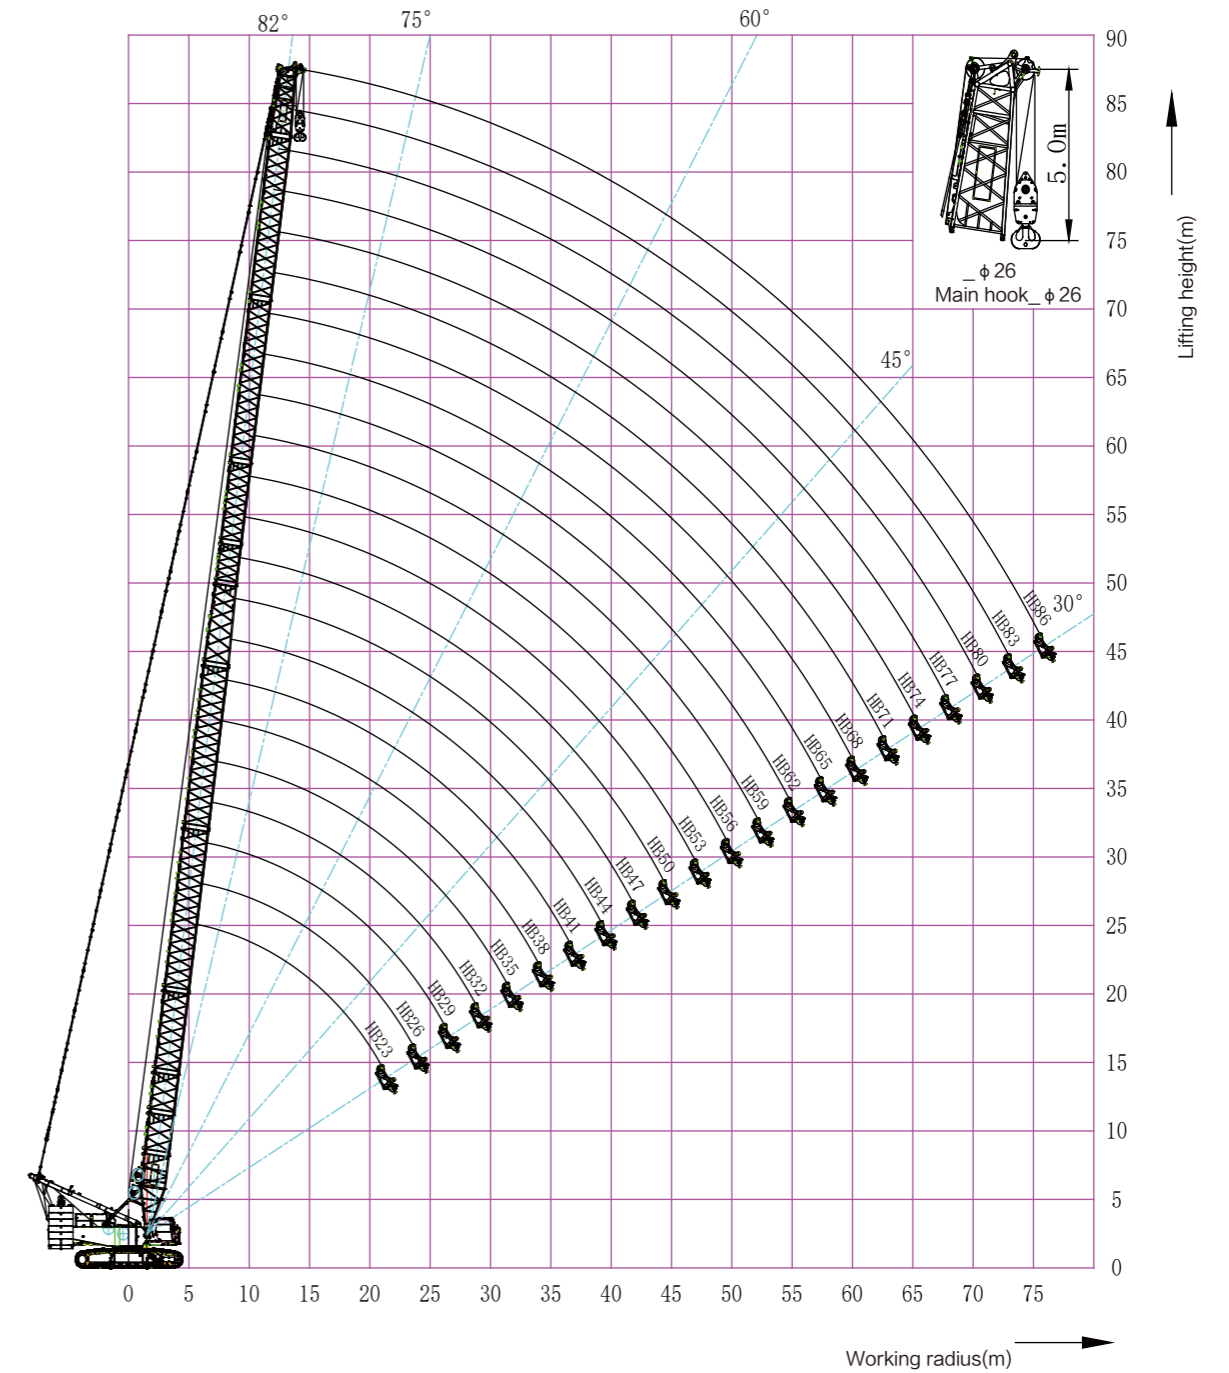 82°
75°
60°
90
85
80
75
70
65
60
55
50
45
40
35
30
25
20
15
10
5
0
5.0m
_ϕ26
Main hook_ϕ26
Lifting height(m)
45°
30°
HB86
HB83
HB80
HB77
HB74
HB71
HB68
HB65
HB62
HB59
HB56
HB53
HB50
HB47
HB44
HB41
HB38
HB35
HB32
HB29
HB26
HB23
0 5 10 15 20 25 30 35 40 45 50 55 60 65 70 75
Working radius(m)